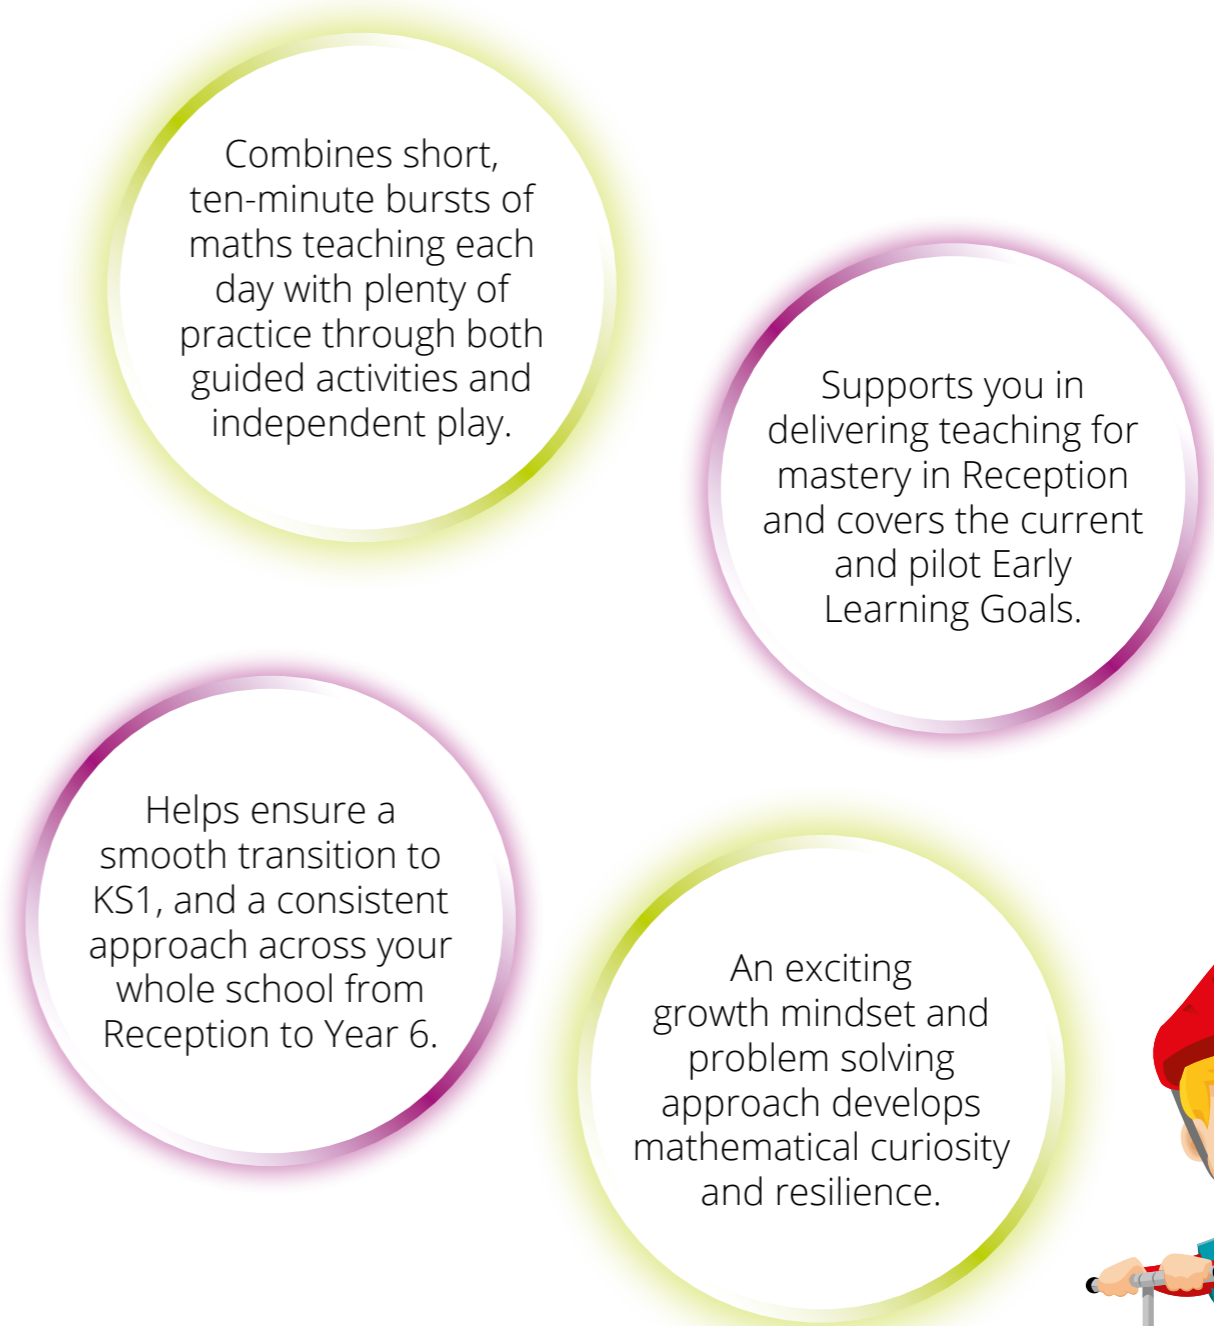 Combines short,
ten-minute bursts of
maths teaching each
day with plenty of
practice through both
guided activities and
independent play.
Supports you in
delivering teaching for
mastery in Reception
and covers the current
and pilot Early
Learning Goals.
Helps ensure a
smooth transition to
KS1, and a consistent
approach across your
whole school from
Reception to Year 6.
An exciting
growth mindset and
problem solving
approach develops
mathematical curiosity
and resilience.